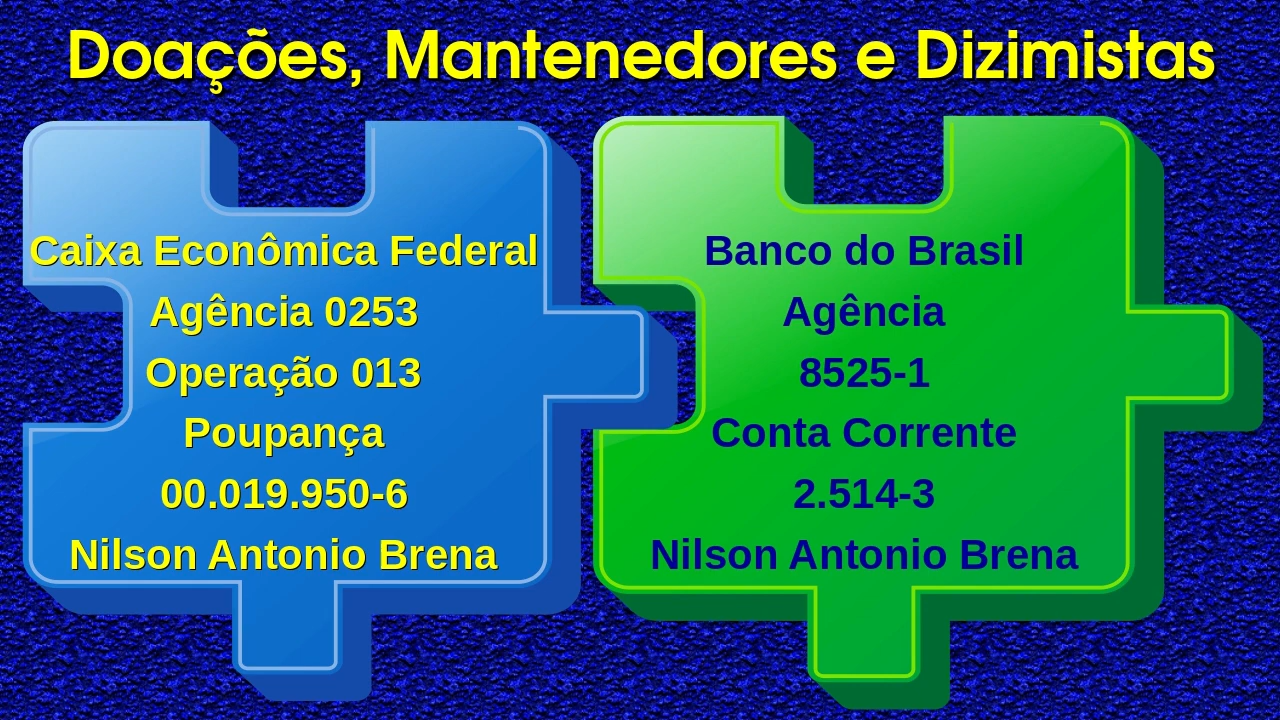 Doações, Mantenedores e Dizimistas
Caixa Econômica Federal
Agência 0253
Operação 013
Poupança
00.019.950-6
Nilson Antonio Brena
Banco do Brasil
Agência
8525-1
Conta Corrente
2.514-3
Nilson Antonio Brena